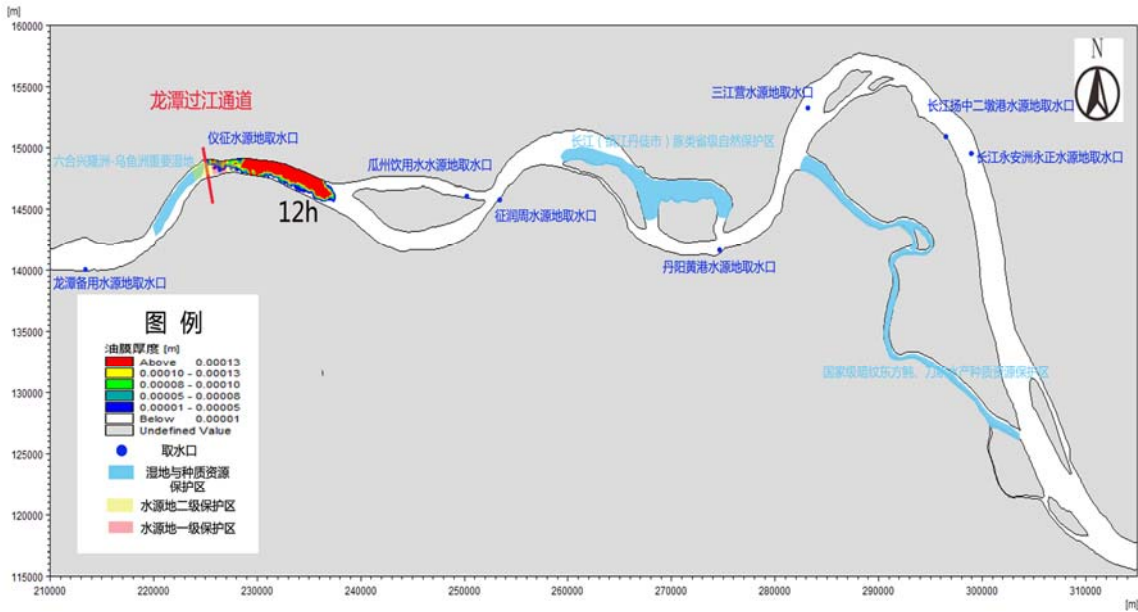 [m]
160000
155000
150000
145000
140000
135000
130000
125000
120000
115000
N
龙潭过江通道
仪征水源地取水口
六合兴隆洲-乌鱼洲重要湿地
瓜洲饮用水水源地取水口
12h
征润周水源地取水口
长江（镇江丹徒市）豚类省级自然保护区
三江营水源地取水口
长江扬中二墩港水源地取水口
长江永安洲永正水源地取水口
丹阳黄港水源地取水口
龙潭备用水源地取水口
国家级暗纹东方鲀、刀鲚水产种质资源保护区
图 例
油膜厚度 [m]
Above 0.00013
0.00010 - 0.00013
0.00008 - 0.00010
0.00005 - 0.00008
0.00001 - 0.00005
Below 0.00001
Undefined Value
取水口
湿地与种质资源
保护区
水源地二级保护区
水源地一级保护区
210000 220000 230000 240000 250000 260000 270000 280000 290000 300000 310000
[m]